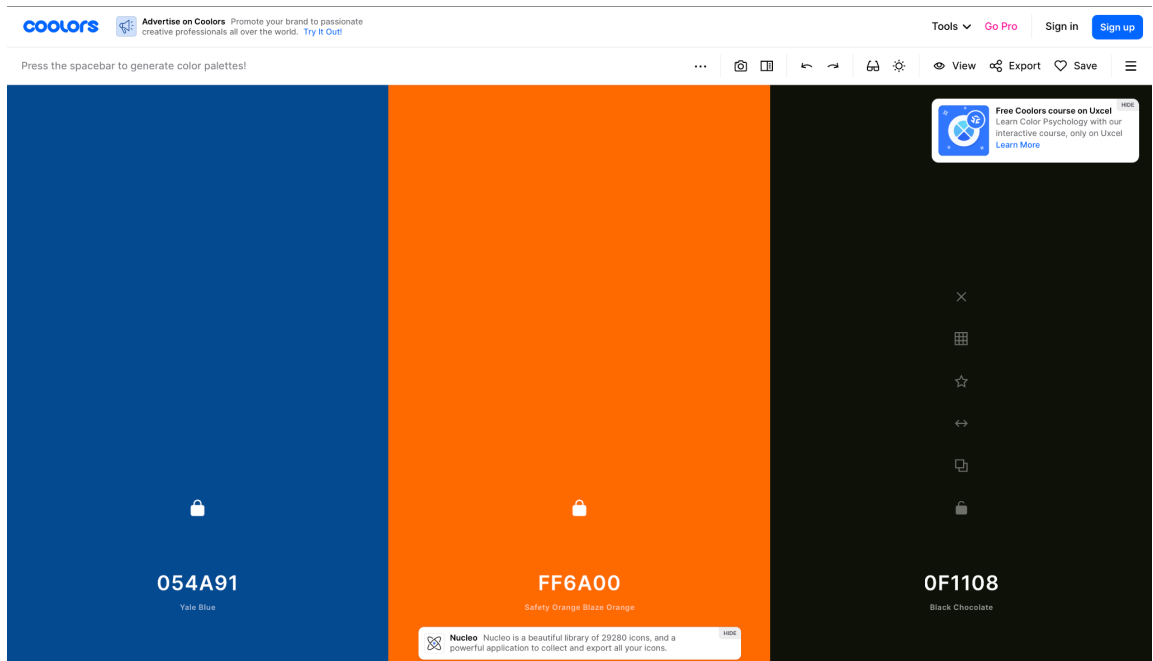 coolors
Advertise on Coolors Promote your brand to passionate
creative professionals all over the world. Try It Out!
Tools
Go Pro
Sign in
Sign up
Press the spacebar to generate color palettes!
View
Export
Save
HIDE
Free Coolors course on Uxcel
Learn Color Psychology with our
interactive course, only on Uxcel
Learn More
054A91
Yale Blue
FF6A00
Safety Orange Blaze Orange
0F1108
Black Chocolate
Nucleo Nucleo is a beautiful library of 29280 icons, and a
powerful application to collect and export all your icons.
HIDE